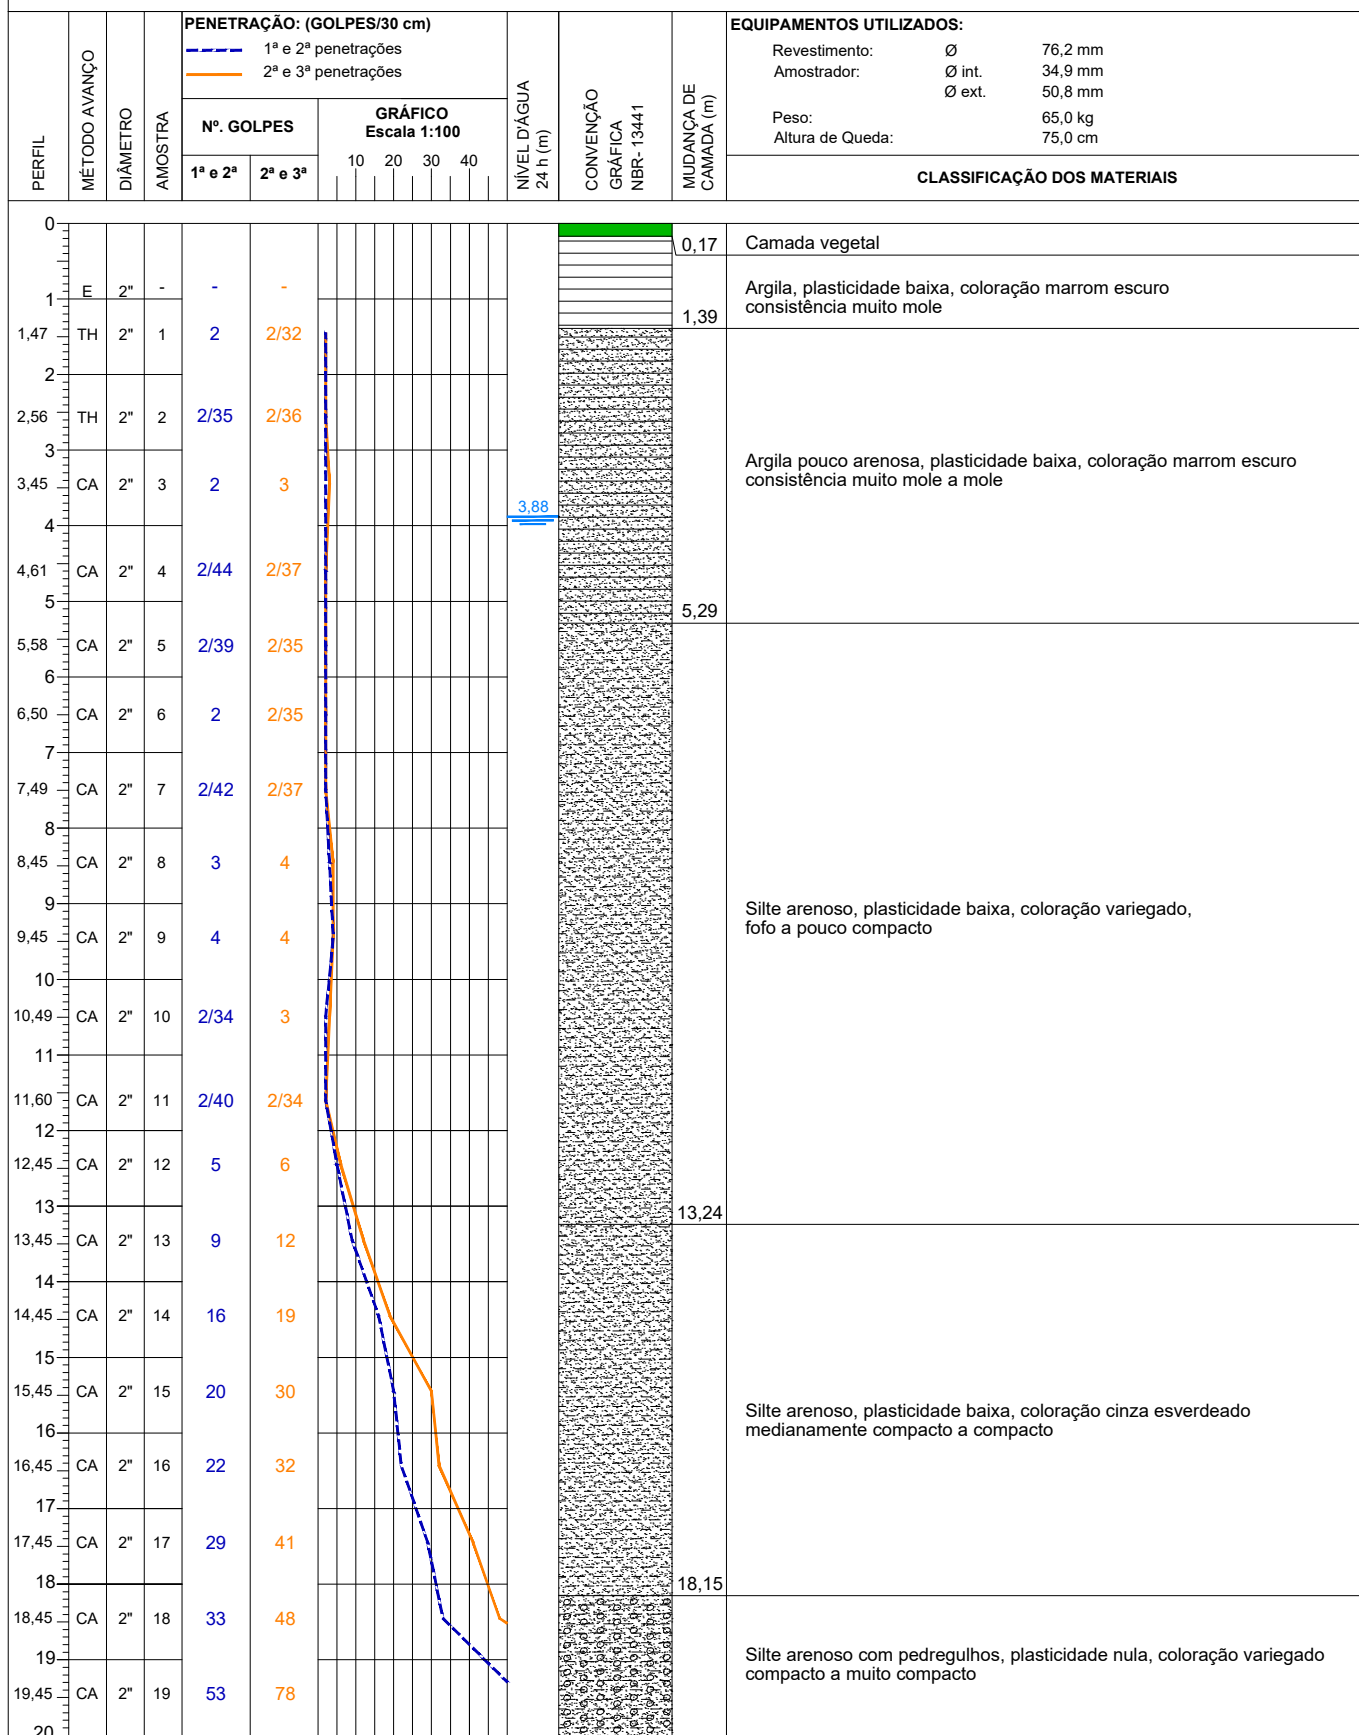 PENETRAÇÃO: (GOLPES/30 cm)
1ª e 2ª penetrações
2ª e 3ª penetrações
EQUIPAMENTOS UTILIZADOS:
Revestimento: Ø 76,2 mm
Amostrador: Ø int. 34,9 mm
Ø ext. 50,8 mm
Peso: 65,0 kg
Altura de Queda: 75,0 cm
PERFIL
MÉTODO AVANÇO
DIÂMETRO
AMOSTRA
Nº. GOLPES
1ª e 2ª
2ª e 3ª
GRÁFICO
Escala 1:100
10 20 30 40
NÍVEL D'ÁGUA
24 h (m)
CONVENÇÃO
GRÁFICA
NBR- 13441
MUDANÇA DE
CAMADA (m)
CLASSIFICAÇÃO DOS MATERIAIS
0
0,17 Camada vegetal
E 2" - - -
Argila, plasticidade baixa, coloração marrom escuro
consistência muito mole
1
1,39
1,47 TH 2" 1 2 2/32
2
2,56 TH 2" 2 2/35 2/36
3
Argila pouco arenosa, plasticidade baixa, coloração marrom escuro
consistência muito mole a mole
3,45 CA 2" 3 2 3
3,88
4
4,61 CA 2" 4 2/44 2/37
5
5,29
5,58 CA 2" 5 2/39 2/35
6
6,50 CA 2" 6 2 2/35
7
7,49 CA 2" 7 2/42 2/37
8
8,45 CA 2" 8 3 4
9
Silte arenoso, plasticidade baixa, coloração variegado,
fofo a pouco compacto
9,45 CA 2" 9 4 4
10
10,49 CA 2" 10 2/34 3
11
11,60 CA 2" 11 2/40 2/34
12
12,45 CA 2" 12 5 6
13
13,24
13,45 CA 2" 13 9 12
14
14,45 CA 2" 14 16 19
15
15,45 CA 2" 15 20 30
Silte arenoso, plasticidade baixa, coloração cinza esverdeado
medianamente compacto a compacto
16
16,45 CA 2" 16 22 32
17
17,45 CA 2" 17 29 41
18
18,15
18,45 CA 2" 18 33 48
19
Silte arenoso com pedregulhos, plasticidade nula, coloração variegado
compacto a muito compacto
19,45 CA 2" 19 53 78
20